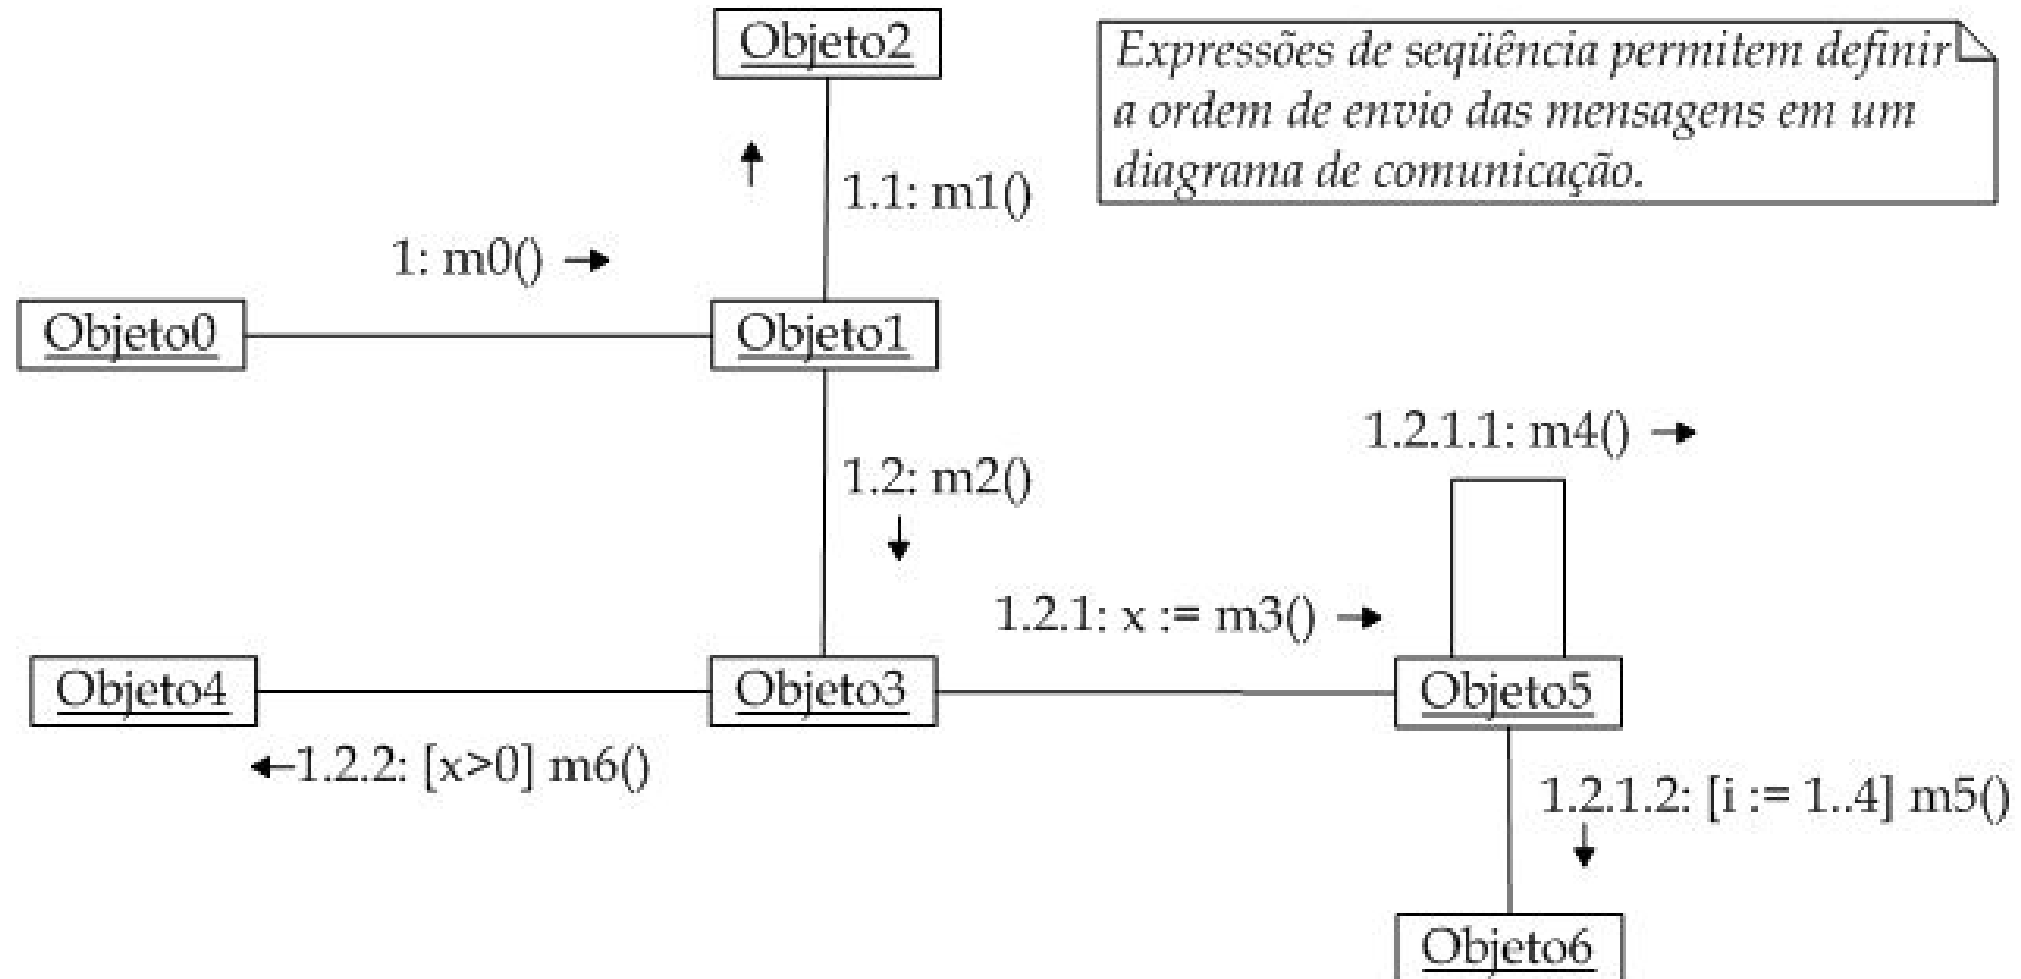 Objeto2
Expressões de seqüência permitem definir
a ordem de envio das mensagens em um
diagrama de comunicação.
1.1: m1()
1: m0()
Objeto0
Objeto1
1.2.1.1: m4()
1.2: m2()
1.2.1: x := m3()
Objeto4
Objeto3
Objeto5
1.2.2: [x>0] m6()
1.2.1.2: [i := 1..4] m5()
Objeto6